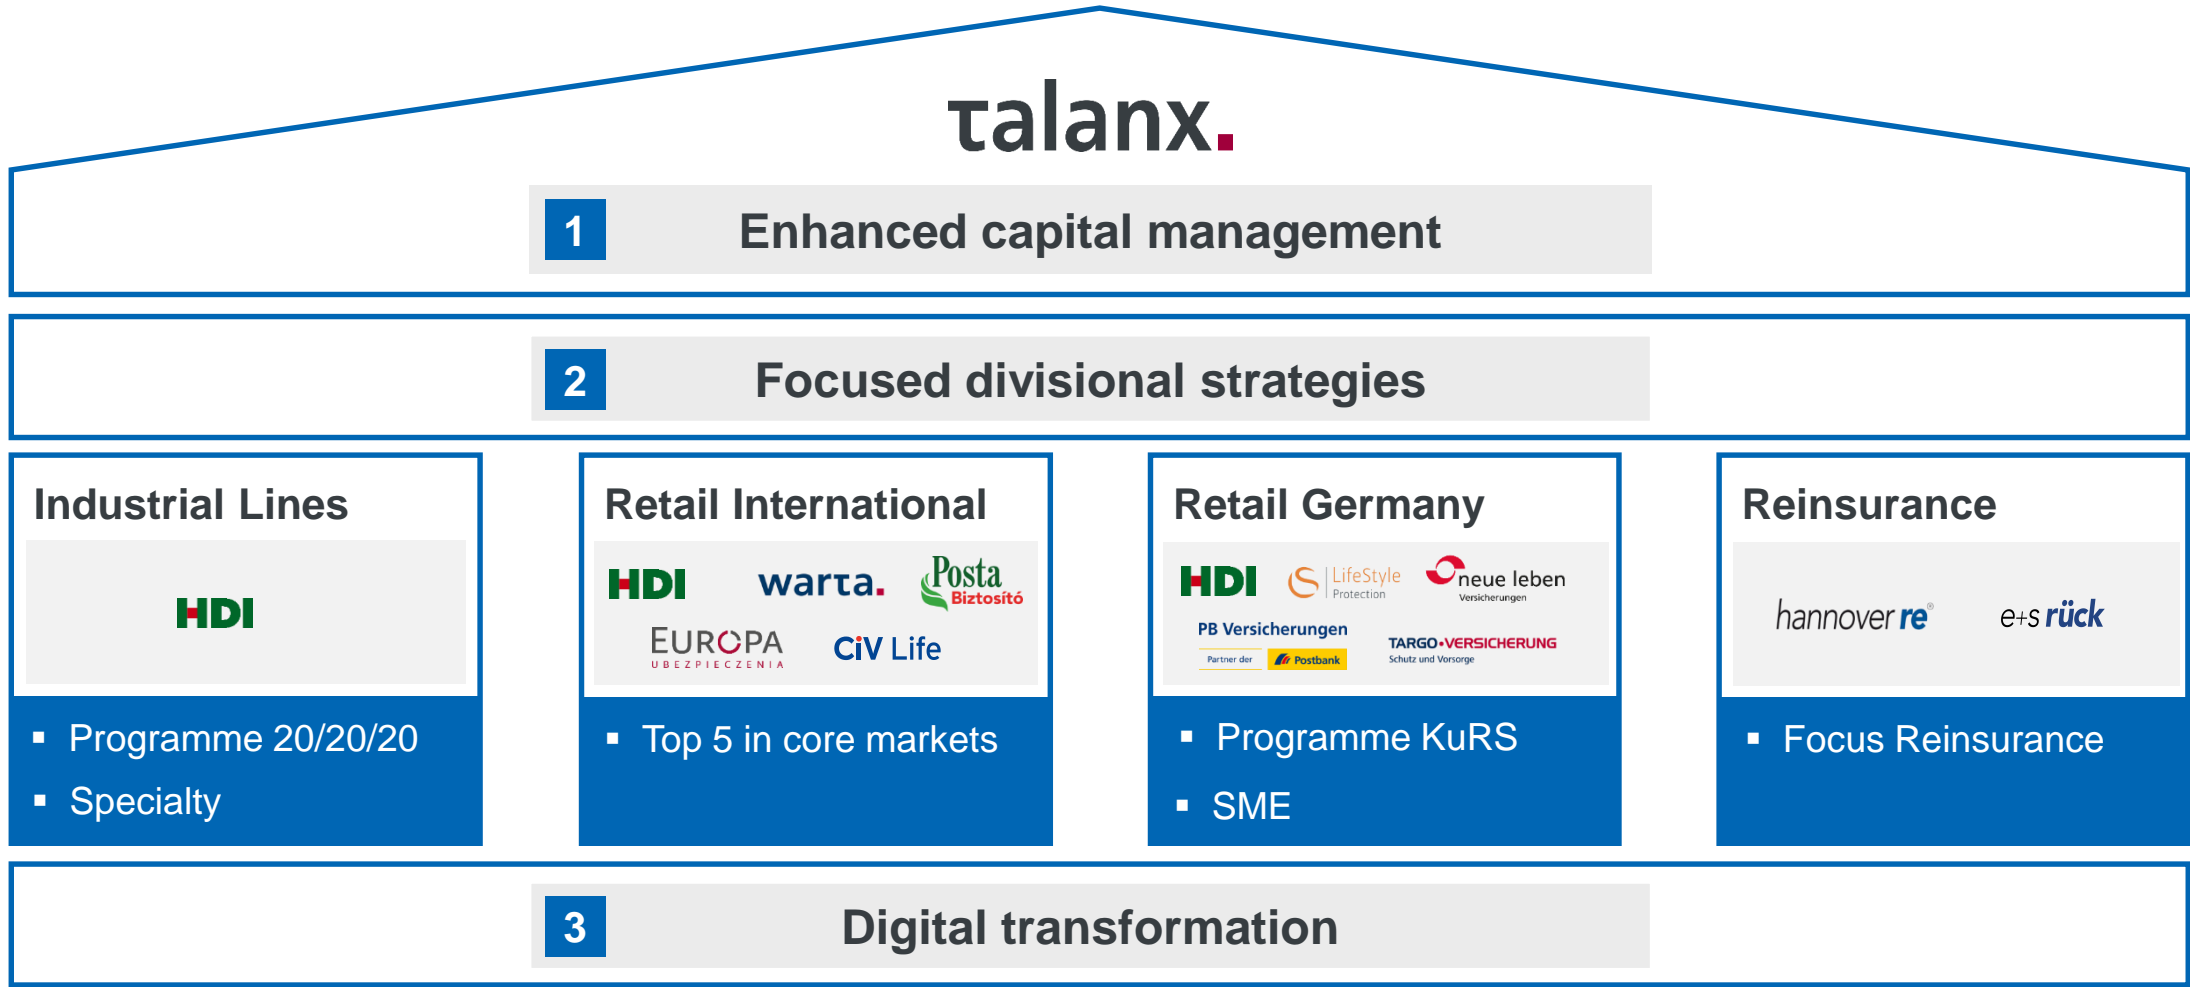 τalanx.
1 Enhanced capital management
2 Focused divisional strategies
Industrial Lines
HDI
▪ Programme 20/20/20
▪ Specialty
Retail International
HDI warτa. Posta Biztosító
EUROPA UBEZPIECZENIA CiV Life
▪ Top 5 in core markets
Retail Germany
HDI S LifeStyle Protection neue leben Versicherungen
PB Versicherungen
Partner der Postbank
TARGO•VERSICHERUNG
Schutz und Vorsorge
▪ Programme KuRS
▪ SME
Reinsurance
hannover re® e+s rück
▪ Focus Reinsurance
3 Digital transformation